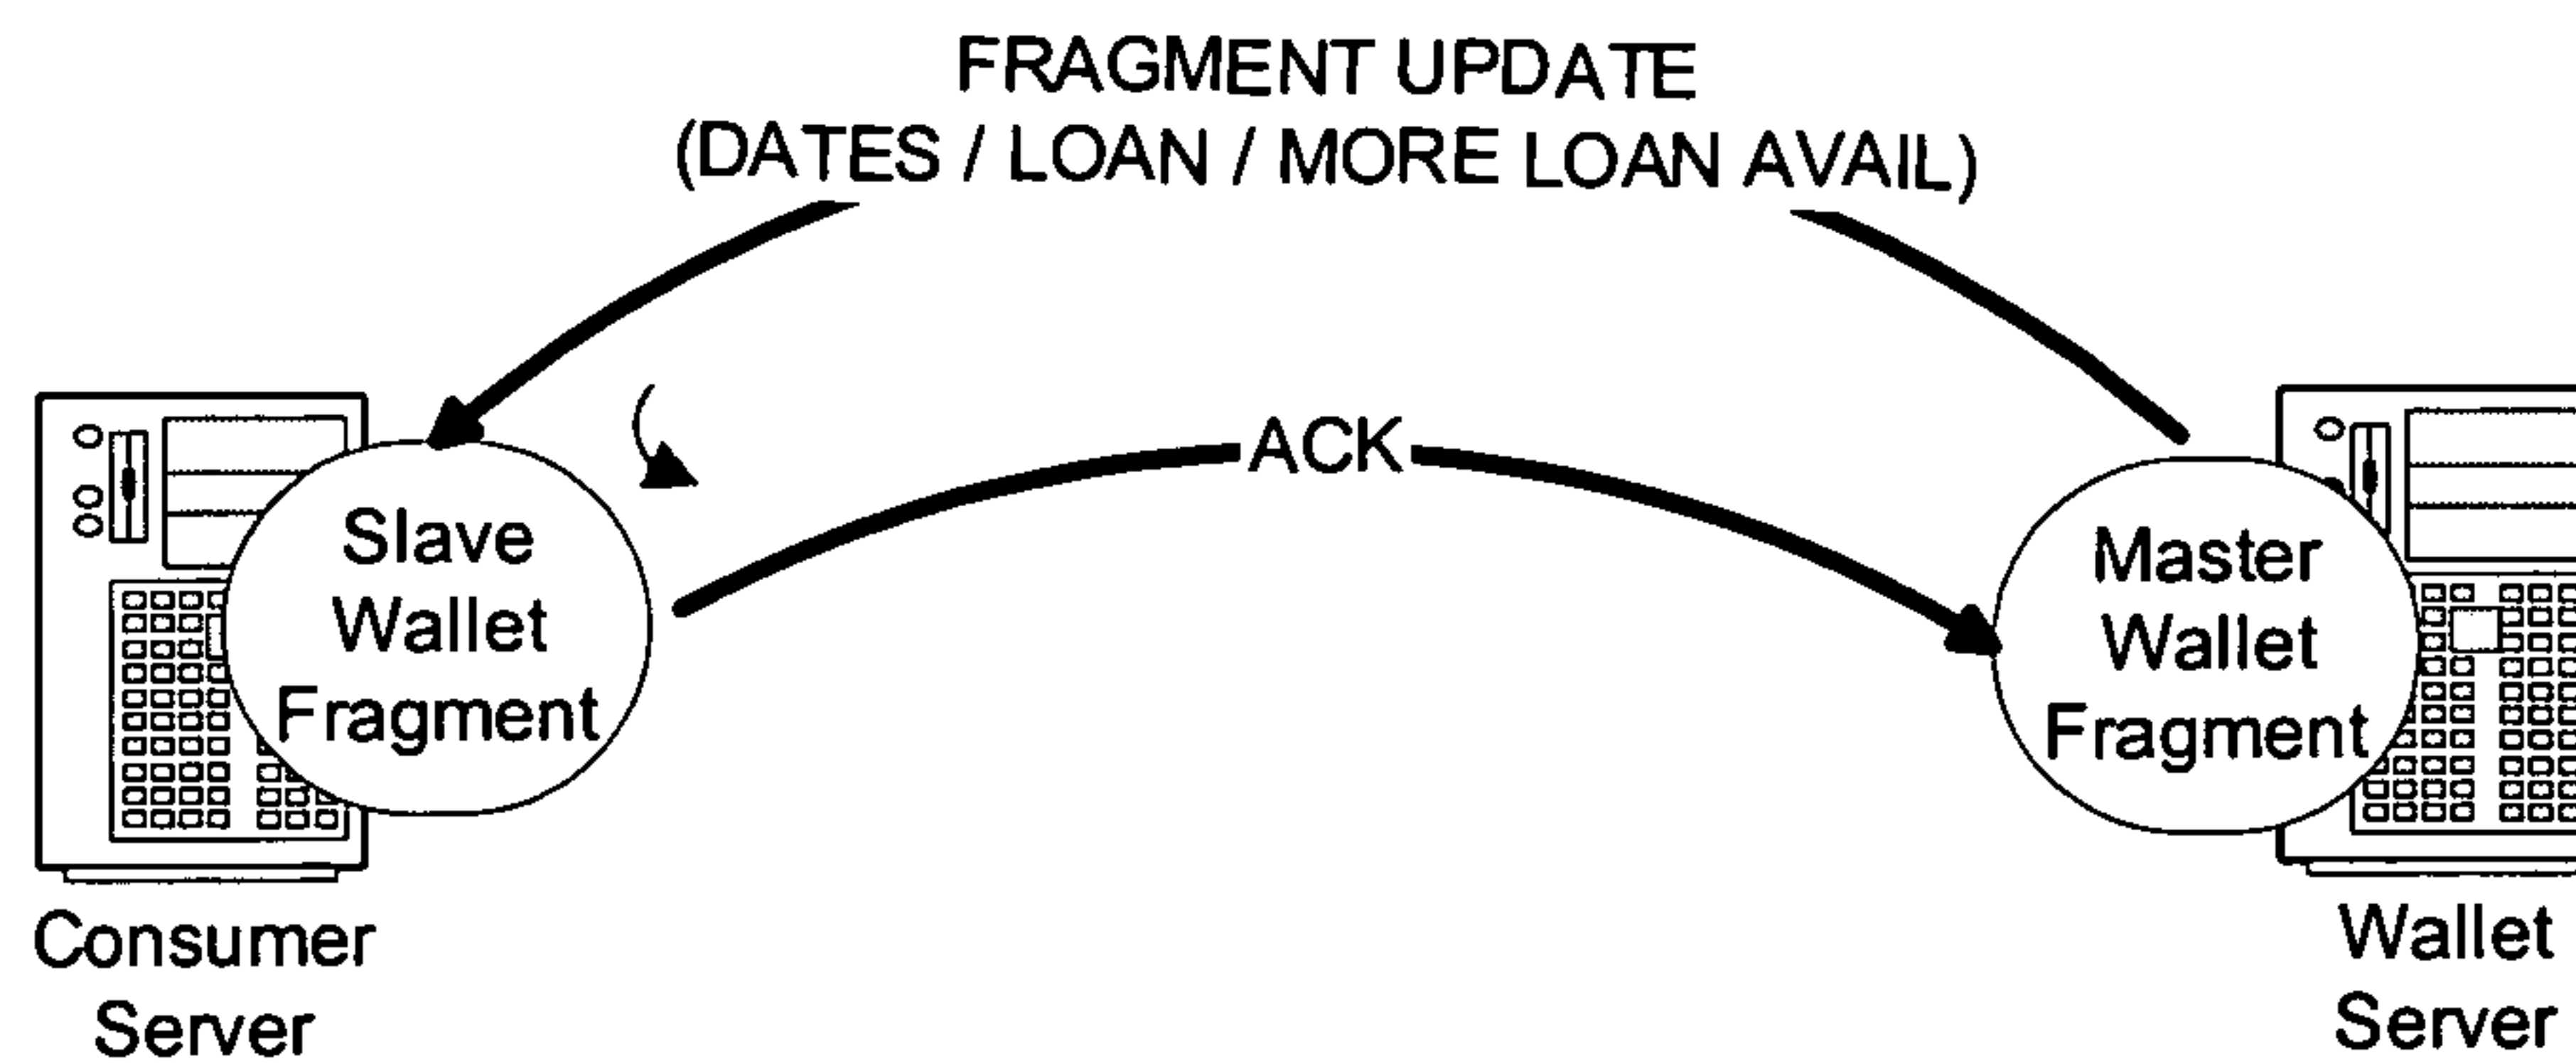 FRAGMENT UPDATE
(DATES / LOAN / MORE LOAN AVAIL)
ACK
Slave
Wallet
Fragment
Master
Wallet
Fragment
Consumer
Server
Wallet
Server